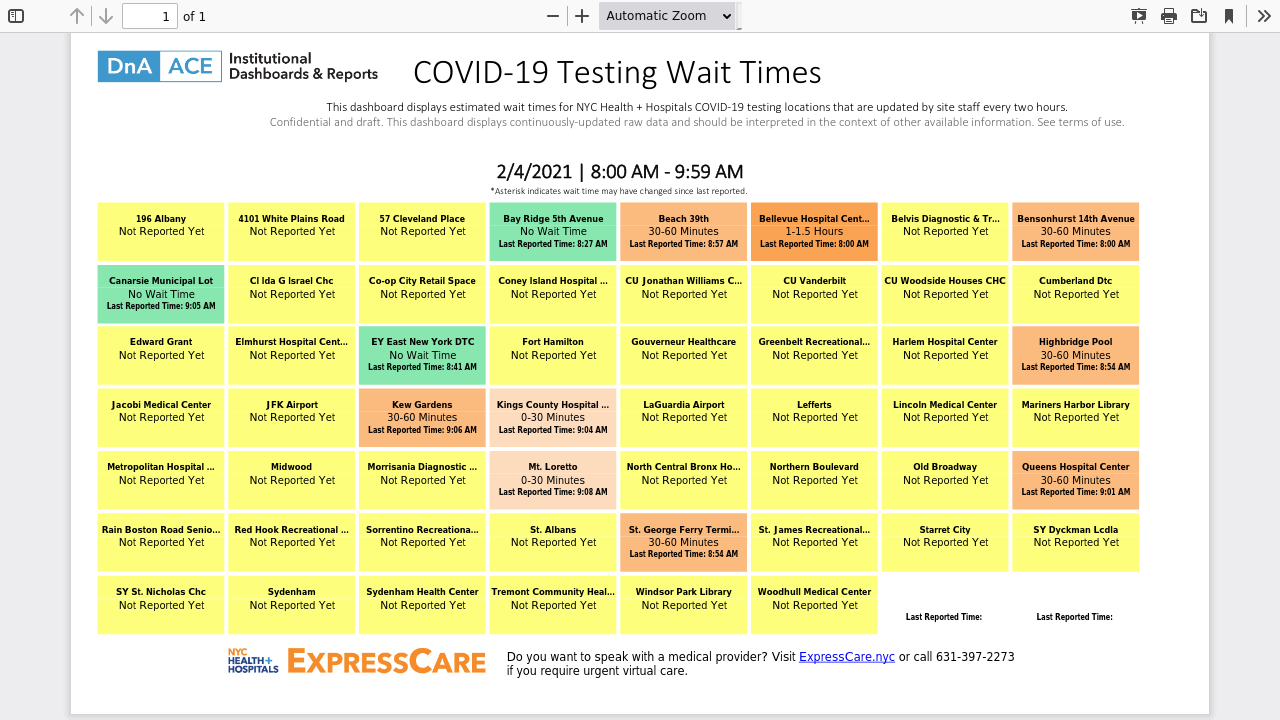 1 of 1 Automatic Zoom
DnA ACE Institutional Dashboards & Reports
COVID-19 Testing Wait Times
This dashboard displays estimated wait times for NYC Health + Hospitals COVID-19 testing locations that are updated by site staff every two hours.
Confidential and draft. This dashboard displays continuously-updated raw data and should be interpreted in the context of other available information. See terms of use.
2/4/2021 | 8:00 AM - 9:59 AM
*Asterisk indicates wait time may have changed since last reported.
196 Albany
Not Reported Yet
4101 White Plains Road
Not Reported Yet
57 Cleveland Place
Not Reported Yet
Bay Ridge 5th Avenue
No Wait Time
Last Reported Time: 8:27 AM
Beach 39th
30-60 Minutes
Last Reported Time: 8:57 AM
Bellevue Hospital Cent...
1-1.5 Hours
Last Reported Time: 8:00 AM
Belvis Diagnostic & Tr...
Not Reported Yet
Bensonhurst 14th Avenue
30-60 Minutes
Last Reported Time: 8:00 AM
Canarsie Municipal Lot
No Wait Time
Last Reported Time: 9:05 AM
CI Ida G Israel Chc
Not Reported Yet
Co-op City Retail Space
Not Reported Yet
Coney Island Hospital ...
Not Reported Yet
CU Jonathan Williams C...
Not Reported Yet
CU Vanderbilt
Not Reported Yet
CU Woodside Houses CHC
Not Reported Yet
Cumberland Dtc
Not Reported Yet
Edward Grant
Not Reported Yet
Elmhurst Hospital Cent...
Not Reported Yet
EY East New York DTC
No Wait Time
Last Reported Time: 8:41 AM
Fort Hamilton
Not Reported Yet
Gouverneur Healthcare
Not Reported Yet
Greenbelt Recreational...
Not Reported Yet
Harlem Hospital Center
Not Reported Yet
Highbridge Pool
30-60 Minutes
Last Reported Time: 8:54 AM
Jacobi Medical Center
Not Reported Yet
JFK Airport
Not Reported Yet
Kew Gardens
30-60 Minutes
Last Reported Time: 9:06 AM
Kings County Hospital ...
0-30 Minutes
Last Reported Time: 9:04 AM
LaGuardia Airport
Not Reported Yet
Lefferts
Not Reported Yet
Lincoln Medical Center
Not Reported Yet
Mariners Harbor Library
Not Reported Yet
Metropolitan Hospital ...
Not Reported Yet
Midwood
Not Reported Yet
Morrisania Diagnostic ...
Not Reported Yet
Mt. Loretto
0-30 Minutes
Last Reported Time: 9:08 AM
North Central Bronx Ho...
Not Reported Yet
Northern Boulevard
Not Reported Yet
Old Broadway
Not Reported Yet
Queens Hospital Center
30-60 Minutes
Last Reported Time: 9:01 AM
Rain Boston Road Senio...
Not Reported Yet
Red Hook Recreational ...
Not Reported Yet
Sorrentino Recreationa...
Not Reported Yet
St. Albans
Not Reported Yet
St. George Ferry Termi...
30-60 Minutes
Last Reported Time: 8:54 AM
St. James Recreational...
Not Reported Yet
Starret City
Not Reported Yet
SY Dyckman Lcdla
Not Reported Yet
SY St. Nicholas Chc
Not Reported Yet
Sydenham
Not Reported Yet
Sydenham Health Center
Not Reported Yet
Tremont Community Heal...
Not Reported Yet
Windsor Park Library
Not Reported Yet
Woodhull Medical Center
Not Reported Yet
Last Reported Time:
Last Reported Time:
NYC
HEALTH+
HOSPITALS
EXPRESSCARE
Do you want to speak with a medical provider? Visit ExpressCare.nyc or call 631-397-2273
if you require urgent virtual care.